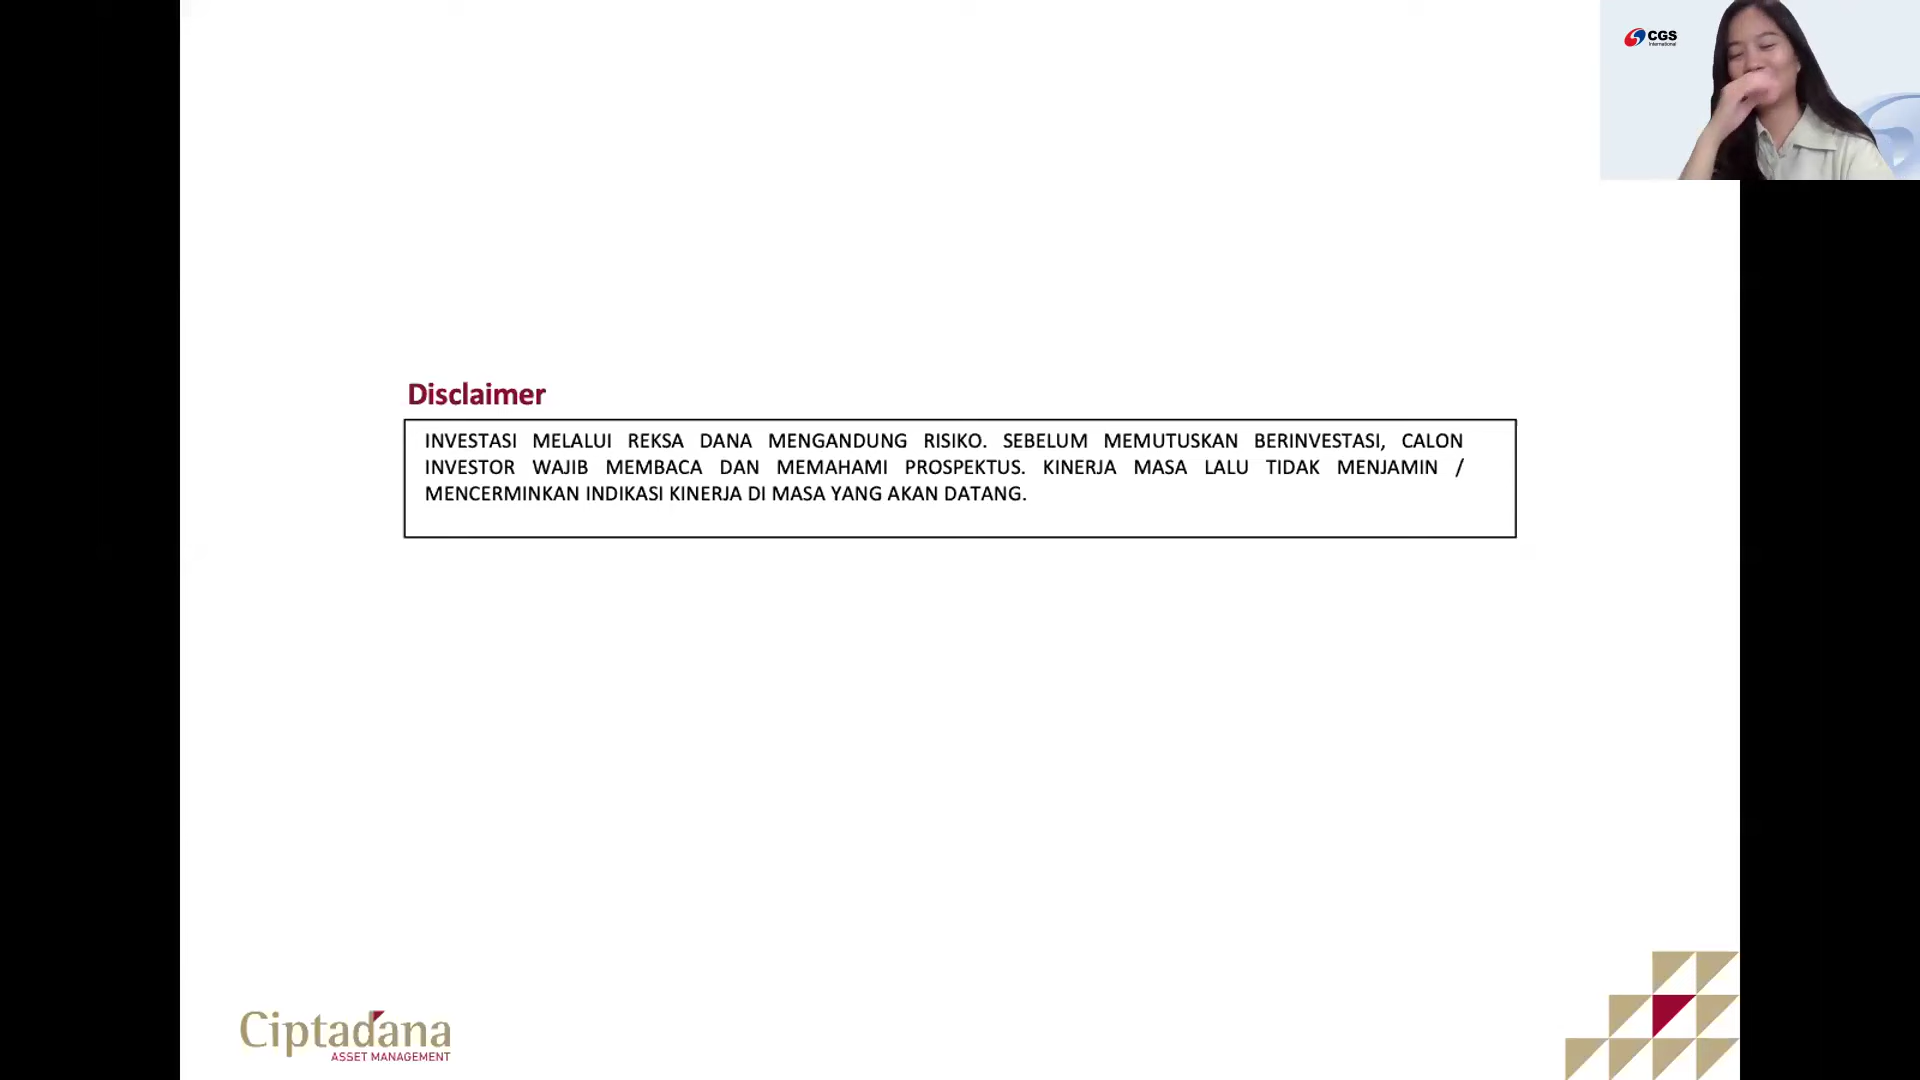 CGS
International
Disclaimer
INVESTASI MELALUI REKSA DANA MENGANDUNG RISIKO. SEBELUM MEMUTUSKAN BERINVESTASI, CALON
INVESTOR WAJIB MEMBACA DAN MEMAHAMI PROSPEKTUS. KINERJA MASA LALU TIDAK MENJAMIN /
MENCERMINKAN INDIKASI KINERJA DI MASA YANG AKAN DATANG.
Ciptadana
ASSET MANAGEMENT